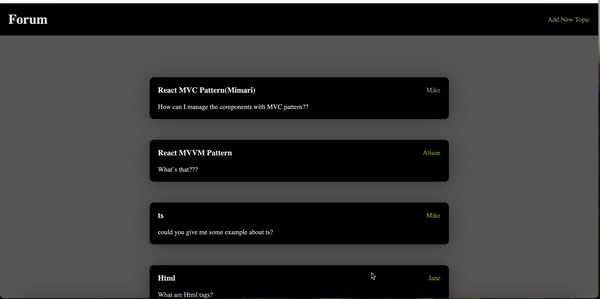 Forum
Add New Topic
React MVC Pattern(Mimari)
Mike
How can I manage the components with MVC pattern??
React MVVM Pattern
Alison
What's that???
ts
Mike
could you give me some example about ts?
Html
Jane
What are Html tags?